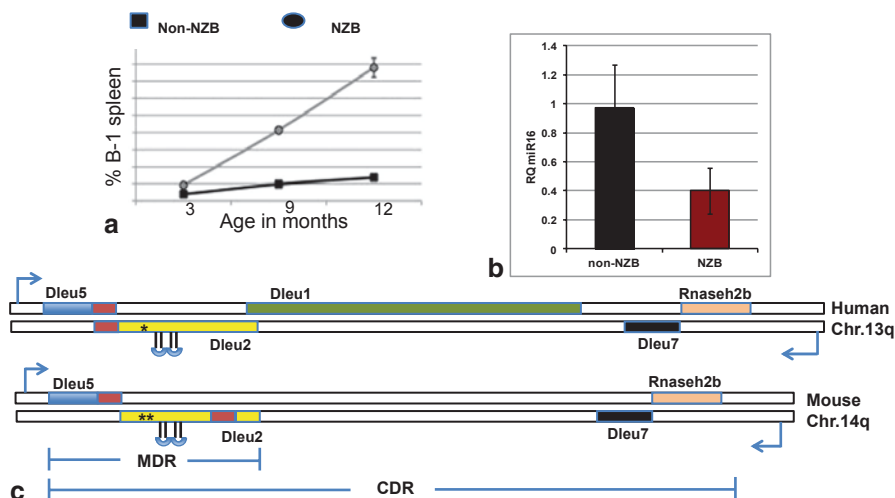 Non-NZB NZB
% B-1 spleen
3 9 12
Age in months
a
1.4
1.2
1
0.8
0.6
0.4
0.2
0
RQ miR16
non-NZB NZB
b
Dleu5 Dleu1 Rnaseh2b
Human
* Chr.13q
Dleu2 Dleu7
Dleu5 Rnaseh2b
Mouse
** Chr.14q
Dleu2 Dleu7
MDR
CDR
c